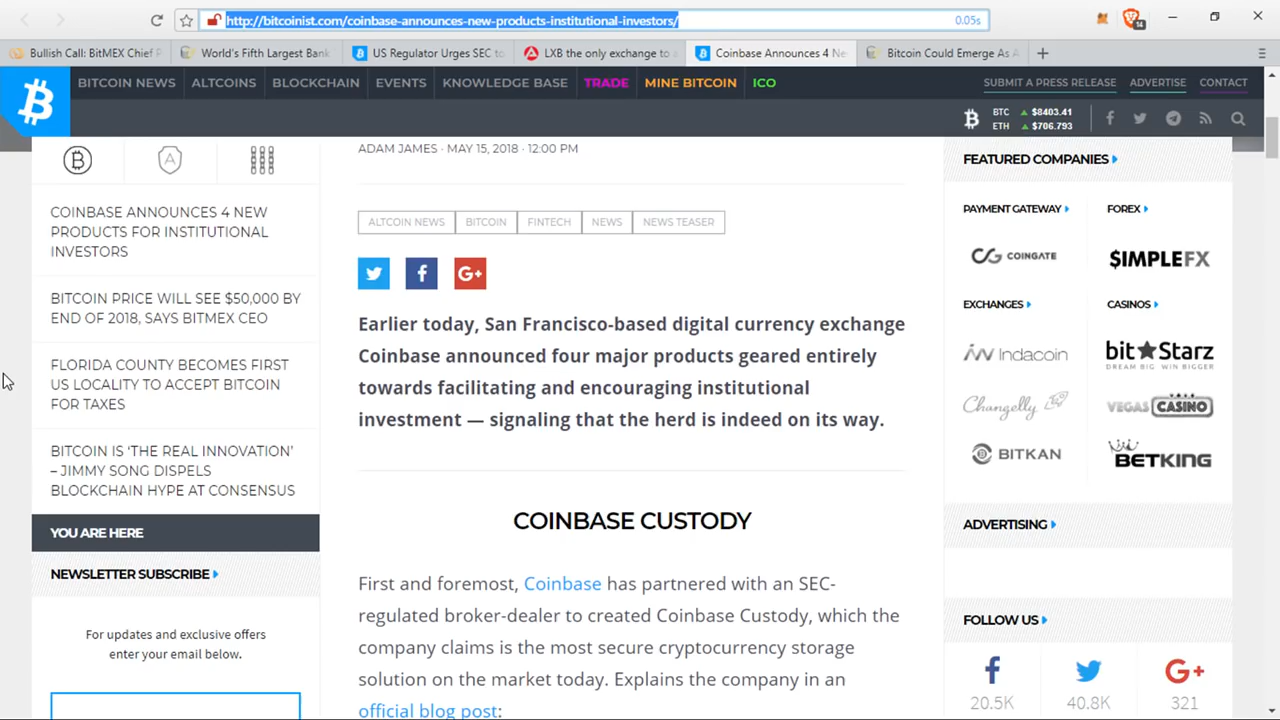 http://bitcoinist.com/coinbase-announces-new-products-institutional-investors/
0.05s
14
Bullish Call: BitMEX Chief F
World's Fifth Largest Bank
US Regulator Urges SEC to
LXB the only exchange to a
Coinbase Announces 4 Ne
Bitcoin Could Emerge As A
BITCOIN NEWS
ALTCOINS
BLOCKCHAIN
EVENTS
KNOWLEDGE BASE
TRADE
MINE BITCOIN
ICO
SUBMIT A PRESS RELEASE
ADVERTISE
CONTACT
BTC $8403.41
ETH $706.793
COINBASE ANNOUNCES 4 NEW
PRODUCTS FOR INSTITUTIONAL
INVESTORS
BITCOIN PRICE WILL SEE $50,000 BY
END OF 2018, SAYS BITMEX CEO
FLORIDA COUNTY BECOMES FIRST
US LOCALITY TO ACCEPT BITCOIN
FOR TAXES
BITCOIN IS ‘THE REAL INNOVATION’
– JIMMY SONG DISPELS
BLOCKCHAIN HYPE AT CONSENSUS
YOU ARE HERE
NEWSLETTER SUBSCRIBE
For updates and exclusive offers
enter your email below.
ADAM JAMES · MAY 15, 2018 · 12:00 PM
ALTCOIN NEWS
BITCOIN
FINTECH
NEWS
NEWS TEASER
G+
Earlier today, San Francisco-based digital currency exchange
Coinbase announced four major products geared entirely
towards facilitating and encouraging institutional
investment — signaling that the herd is indeed on its way.
COINBASE CUSTODY
First and foremost, Coinbase has partnered with an SEC-
regulated broker-dealer to created Coinbase Custody, which the
company claims is the most secure cryptocurrency storage
solution on the market today. Explains the company in an
official blog post:
FEATURED COMPANIES
PAYMENT GATEWAY
FOREX
COINGATE
$IMPLEFX
EXCHANGES
CASINOS
Indacoin
bit★Starz
DREAM BIG WIN BIGGER
Changelly
VEGAS CASINO
BITKAN
BETKING
ADVERTISING
FOLLOW US
G+
20.5K
40.8K
321